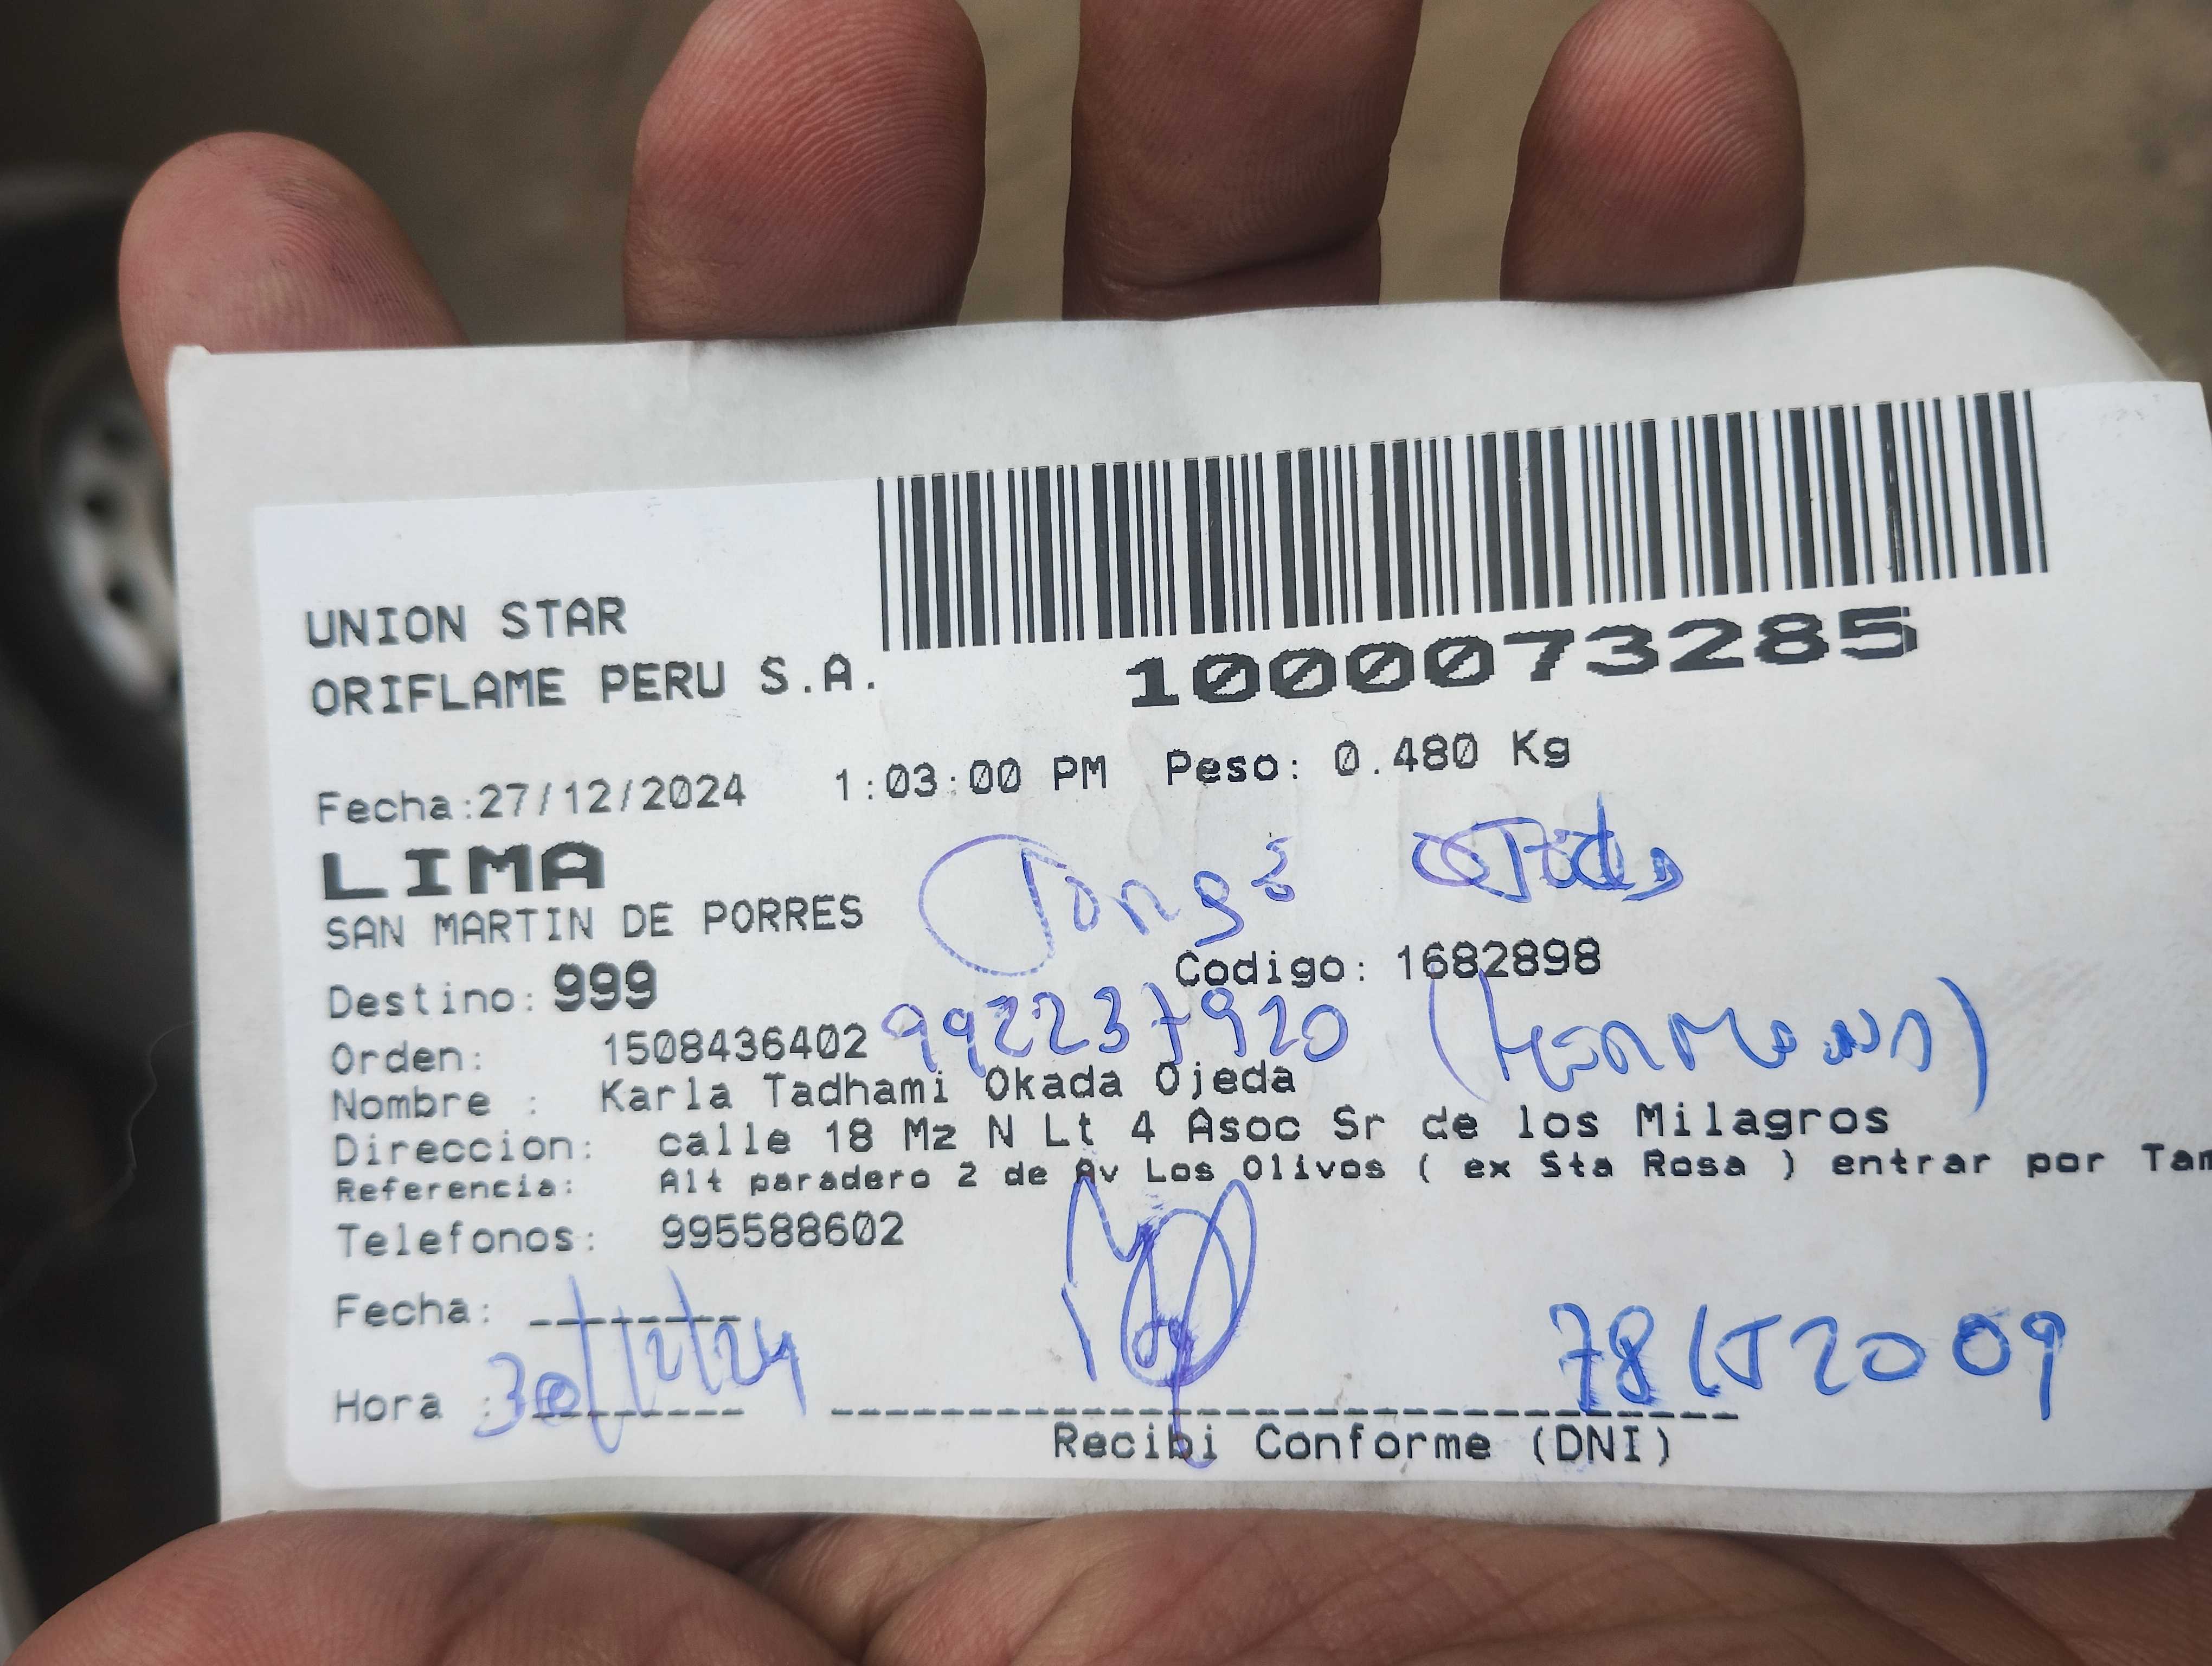 UNION STAR
ORIFLAME PERU S.A.
1000073285
Fecha:27/12/2024 1:03:00 PM Peso: 0.480 Kg
LIMA
SAN MARTIN DE PORRES
Destino: 999
Codigo: 1682898
Orden: 1508436402
992237920 (HERMANA)
Nombre : Karla Tadhami Okada Ojeda
Direccion: calle 18 Mz N Lt 4 Asoc Sr de los Milagros
Referencia: Alt paradero 2 de Av Los Olivos ( ex Sta Rosa ) entrar por Tam
Telefonos: 995588602
Fecha:
30/12/24
Hora :
Recibi Conforme (DNI)